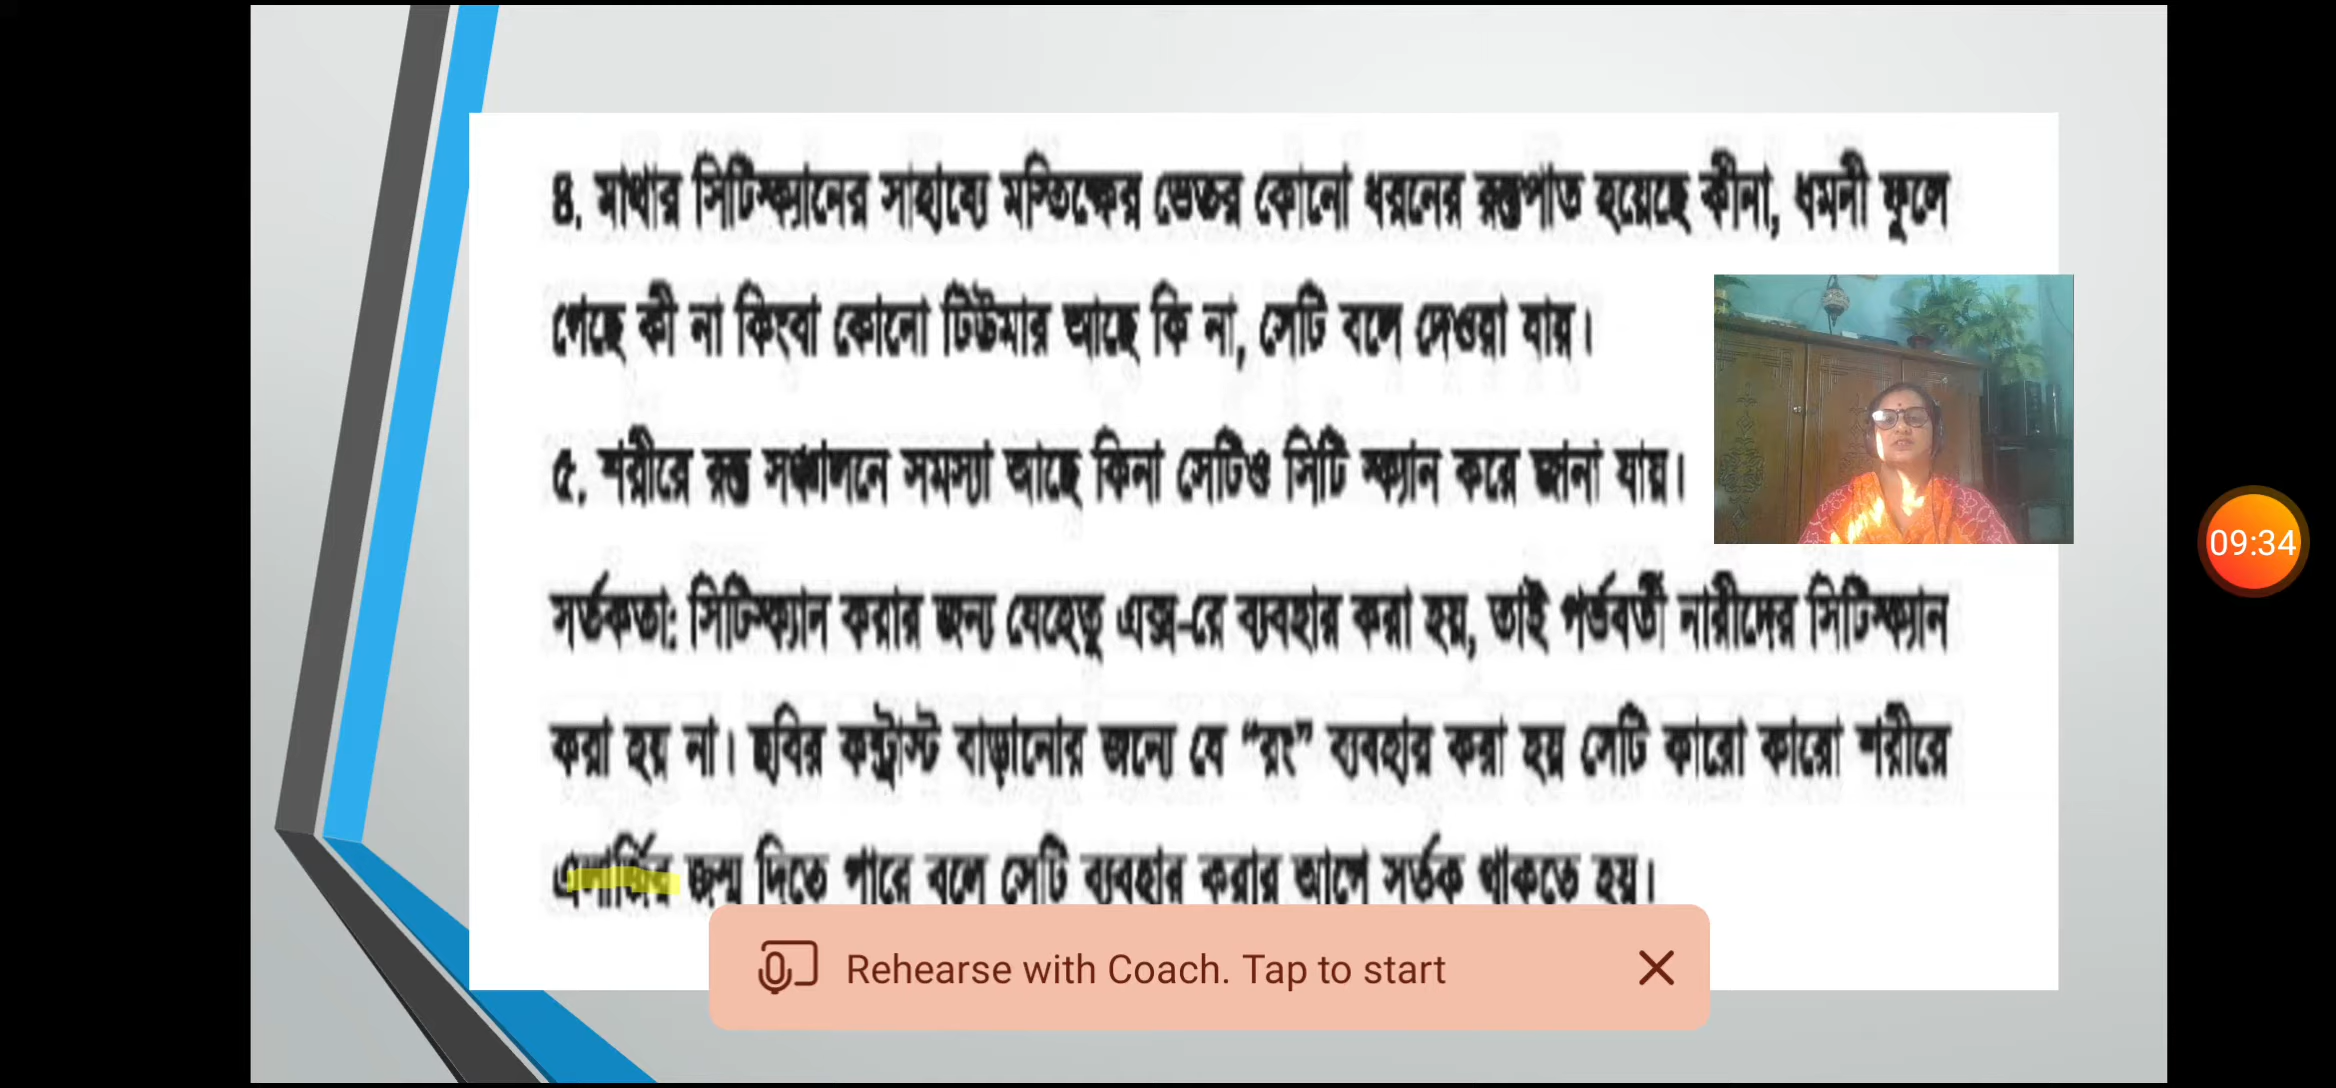 ৪. মাথার সিটিস্ক্যানের সাহায্যে মস্তিষ্কের ভেতর কোনো ধরনের রক্তপাত হয়েছে কীনা, ধমনী ফুলে
গেছে কী না কিংবা কোনো টিউমার আছে কি না, সেটি বলে দেওয়া যায়।
৫. শরীরে রক্ত সঞ্চালনে সমস্যা আছে কিনা সেটিও সিটি স্ক্যান করে জানা যায়।
সর্তকতা: সিটিস্ক্যান করার জন্য যেহেতু এক্স-রে ব্যবহার করা হয়, তাই গর্ভবর্তী নারীদের সিটিস্ক্যান
করা হয় না। ছবির কন্ট্রাস্ট বাড়ানোর জন্যে যে “রং” ব্যবহার করা হয় সেটি কারো কারো শরীরে
এলার্জির জন্ম দিতে পারে বলে সেটি ব্যবহার করার আগে সর্তক থাকতে হয়।
09:34
Rehearse with Coach. Tap to start